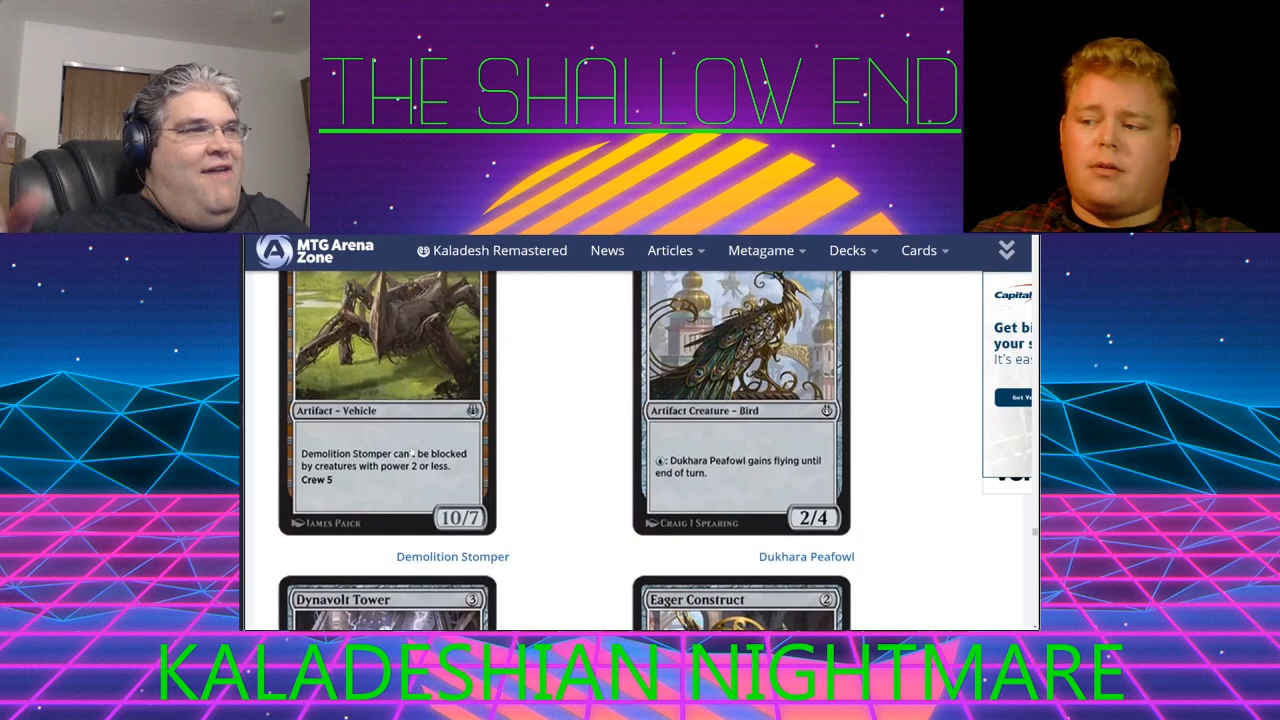 THE SHALLOW END
MTG Arena
Zone
Kaladesh Remastered
News
Articles
Metagame
Decks
Cards
Capital
Get bi
your s
It's eas
Artifact – Vehicle
Demolition Stomper can't be blocked
by creatures with power 2 or less.
Crew 5
JAMES PAICK
10/7
Artifact Creature – Bird
: Dukhara Peafowl gains flying until
end of turn.
CRAIG J SPEARING
2/4
Demolition Stomper
Dukhara Peafowl
Dynavolt Tower
3
Eager Construct
2
KALADESHIAN NIGHTMARE